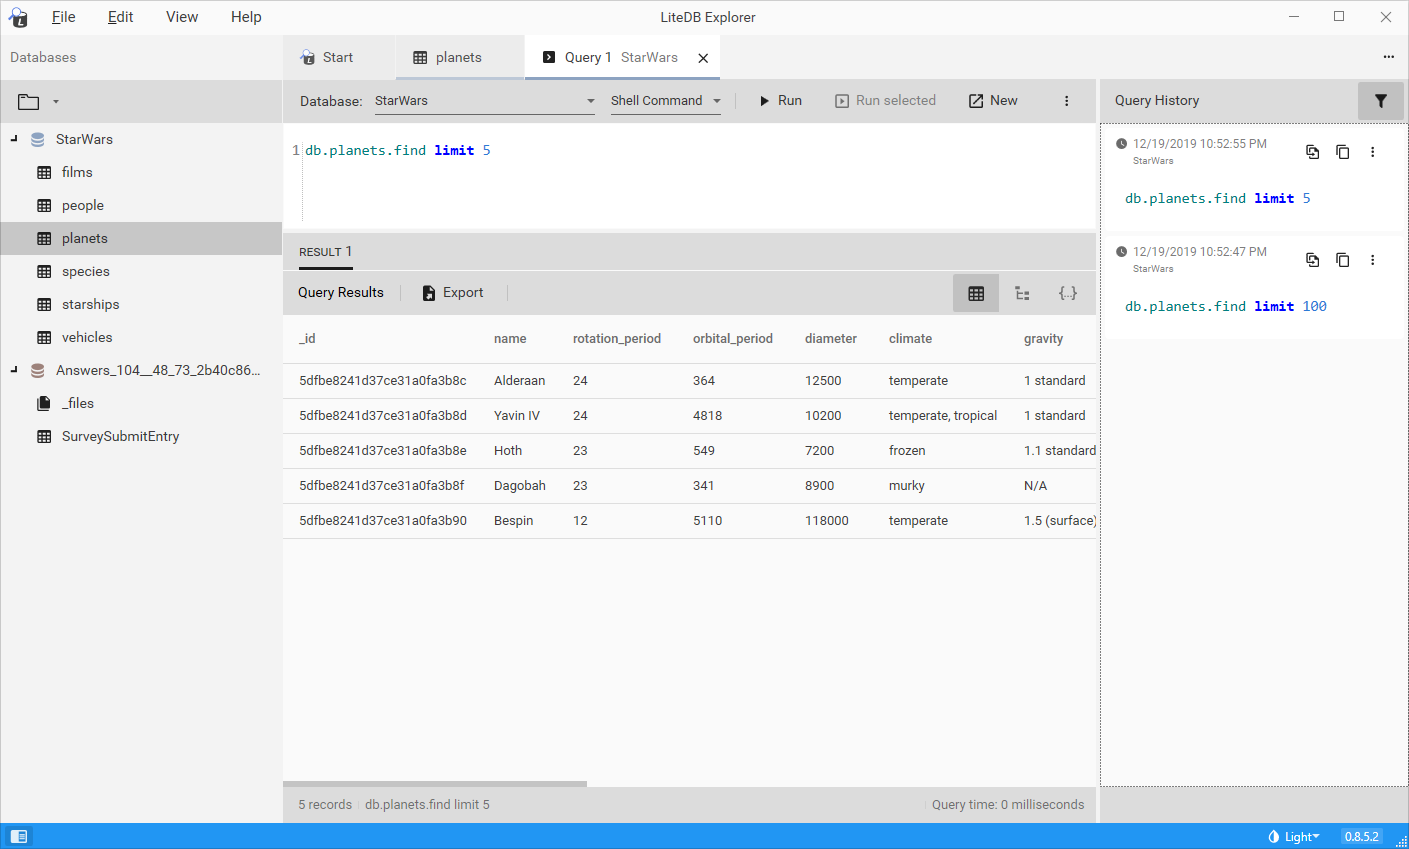 File Edit View Help LiteDB Explorer
Databases
Start
planets
Query 1 StarWars
Database: StarWars Shell Command Run Run selected New
Query History
StarWars
films
people
planets
species
starships
vehicles
Answers_104__48_73_2b40c86...
_files
SurveySubmitEntry
1 db.planets.find limit 5
RESULT 1
Query Results Export
_id name rotation_period orbital_period diameter climate gravity
5dfbe8241d37ce31a0fa3b8c Alderaan 24 364 12500 temperate 1 standard
5dfbe8241d37ce31a0fa3b8d Yavin IV 24 4818 10200 temperate, tropical 1 standard
5dfbe8241d37ce31a0fa3b8e Hoth 23 549 7200 frozen 1.1 standard
5dfbe8241d37ce31a0fa3b8f Dagobah 23 341 8900 murky N/A
5dfbe8241d37ce31a0fa3b90 Bespin 12 5110 118000 temperate 1.5 (surface)
5 records db.planets.find limit 5 Query time: 0 milliseconds
12/19/2019 10:52:55 PM
StarWars
db.planets.find limit 5
12/19/2019 10:52:47 PM
StarWars
db.planets.find limit 100
Light 0.8.5.2